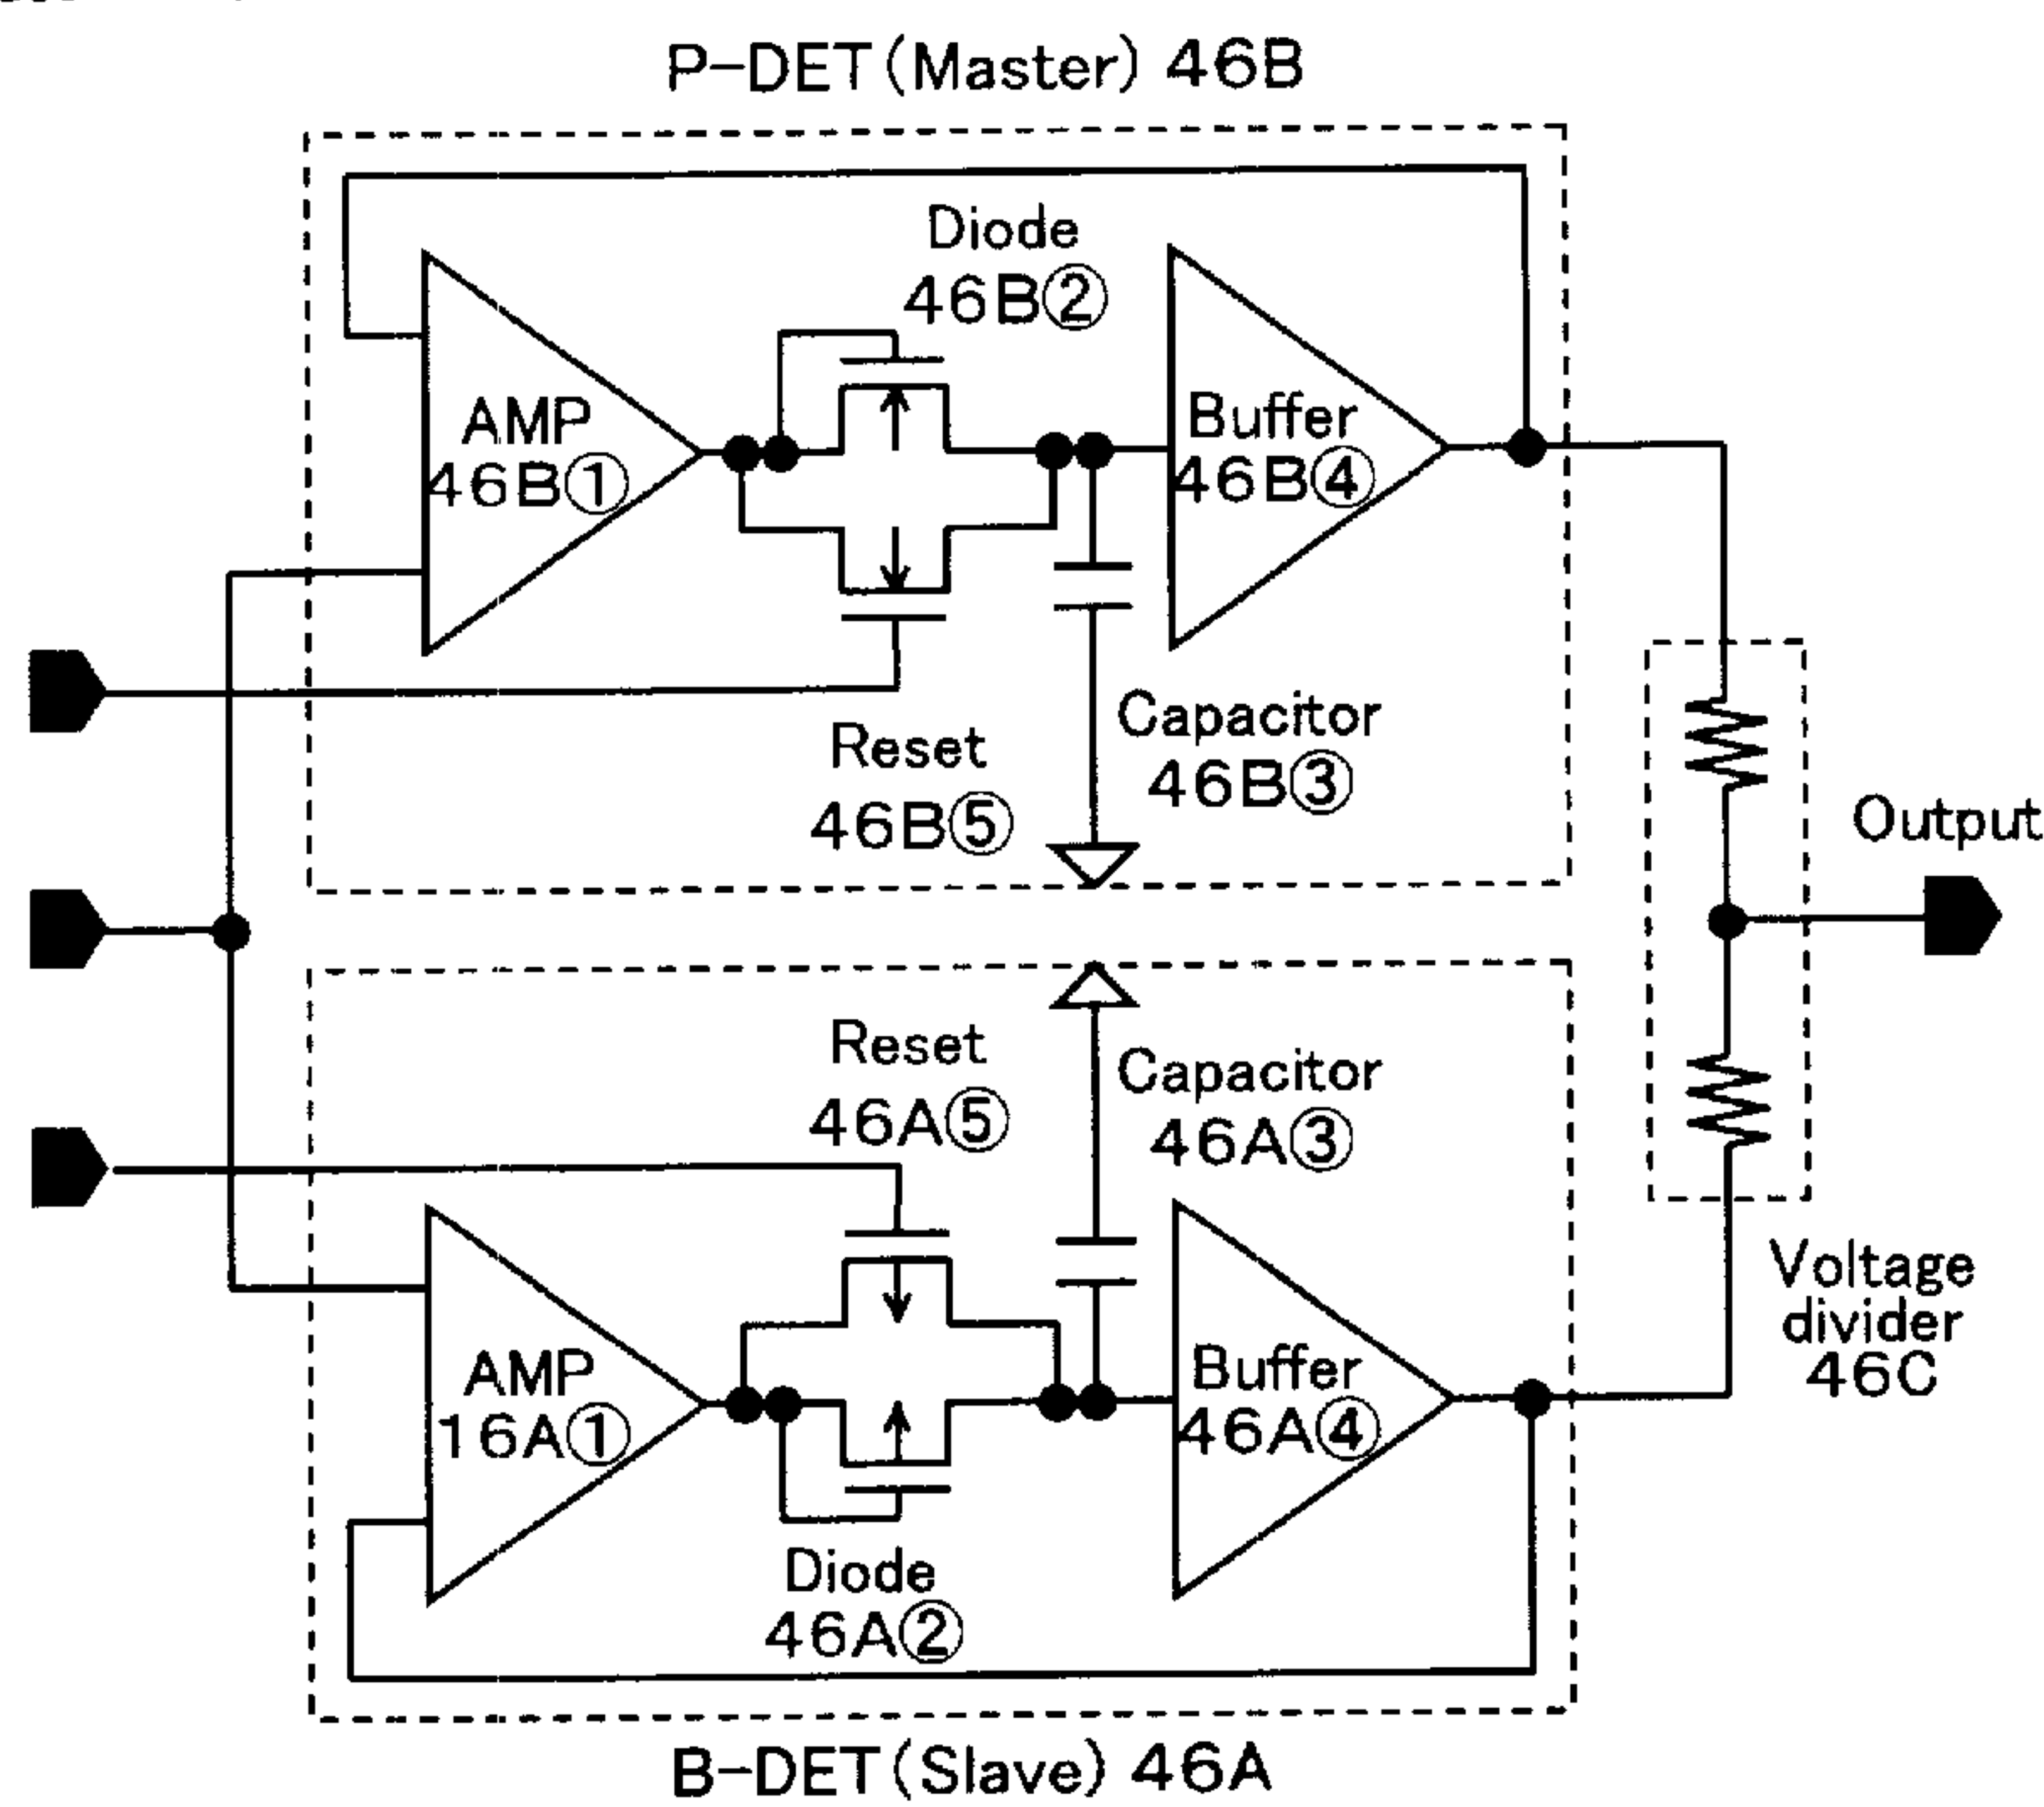 P-DET(Master) 46B
Diode
46B②
AMP
46B①
Buffer
46B④
Reset
46B⑤
Capacitor
46B③
Output
Reset
46A⑤
Capacitor
46A③
AMP
16A①
Buffer
46A④
Voltage
divider
46C
Diode
46A②
B-DET(Slave) 46A